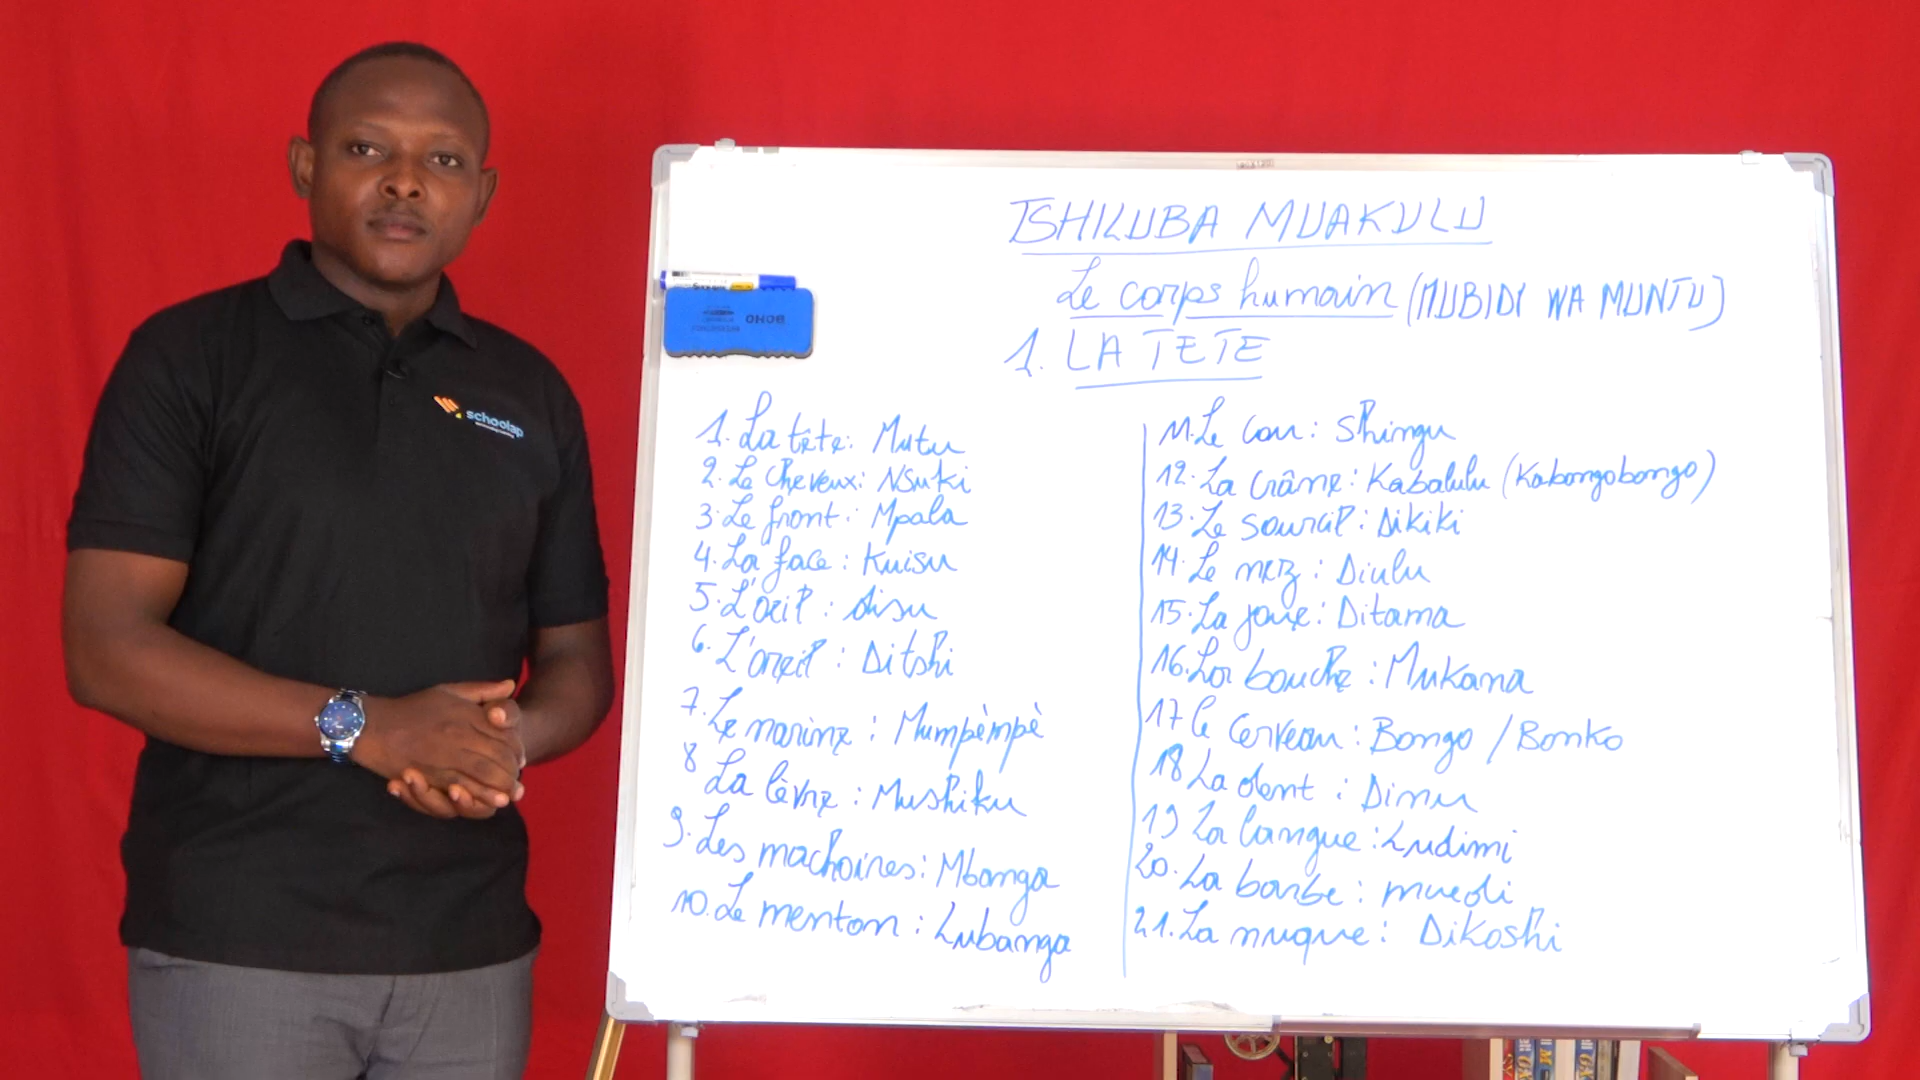 TSHILUBA MUAKULU
Le corps humain (MUBIDI WA MUNTU)
1. LA TETE
BOHO
schoolap
1. La tête: Mutu
2. Le cheveux: NSuki
3. Le front: Mpala
4. La face: Kuisu
5. L'œil: disu
6. L'oreil: Ditshi
7. Le narine: Mumpèmpè
8 La lèvre: Mushiku
9. Les machoires: Mbanga
10. Le menton: Lubanga
11. Le cou: Shingu
12. La crâne: Kabalulu (Kabongobongo)
13. Le sourcil: Dikiki
14. Le nez: Diulu
15. La joue: Ditama
16. La bouche: Mukana
17 le cerveau: Bongo / Bonko
18 La dent: Dinu
19 La langue: Ludimi
20. La barbe: muedi
21. La nuque: Dikoshi